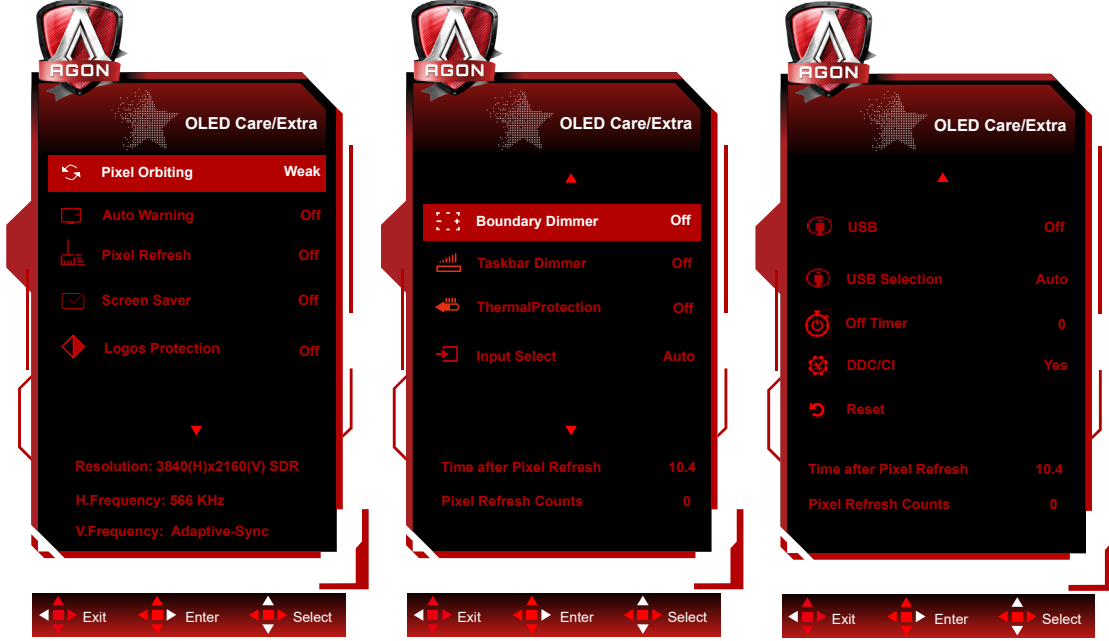 AGON
OLED Care/Extra
Pixel Orbiting Weak
Auto Warning Off
Pixel Refresh Off
Screen Saver Off
Logos Protection Off
Resolution: 3840(H)x2160(V) SDR
H.Frequency: 566 KHz
V.Frequency: Adaptive-Sync
Exit Enter Select
AGON
OLED Care/Extra
Boundary Dimmer Off
Taskbar Dimmer Off
ThermalProtection Off
Input Select Auto
Time after Pixel Refresh 10.4
Pixel Refresh Counts 0
Exit Enter Select
AGON
OLED Care/Extra
USB Off
USB Selection Auto
Off Timer 0
DDC/CI Yes
Reset
Time after Pixel Refresh 10.4
Pixel Refresh Counts 0
Exit Enter Select